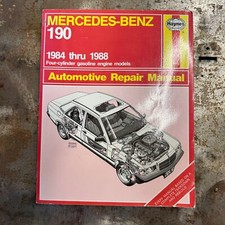 MERCEDES-BENZ
190
Haynes
1984 thru 1988
Four-cylinder gasoline engine models
Automotive Repair Manual